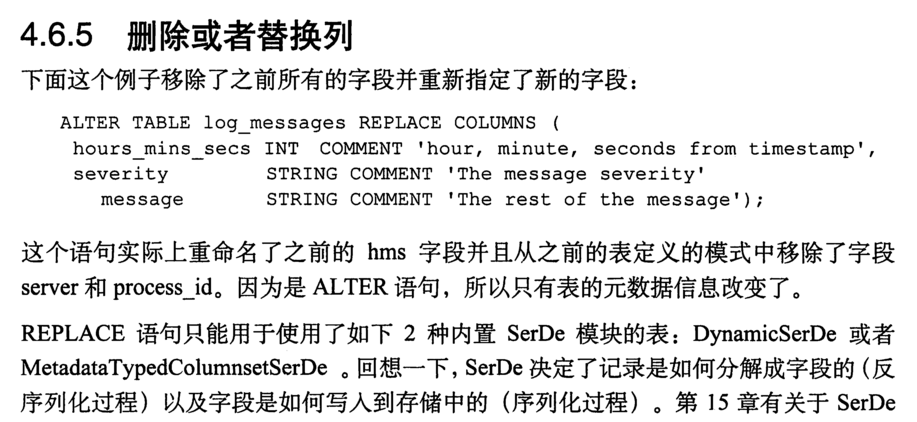 4.6.5 删除或者替换列
下面这个例子移除了之前所有的字段并重新指定了新的字段：
ALTER TABLE log_messages REPLACE COLUMNS (
hours_mins_secs INT COMMENT 'hour, minute, seconds from timestamp',
severity STRING COMMENT 'The message severity'
message STRING COMMENT 'The rest of the message');
这个语句实际上重命名了之前的 hms 字段并且从之前的表定义的模式中移除了字段
server 和 process_id。因为是 ALTER 语句，所以只有表的元数据信息改变了。
REPLACE 语句只能用于使用了如下 2 种内置 SerDe 模块的表：DynamicSerDe 或者
MetadataTypedColumnsetSerDe 。回想一下，SerDe 决定了记录是如何分解成字段的（反
序列化过程）以及字段是如何写入到存储中的（序列化过程）。第 15 章有关于 SerDe